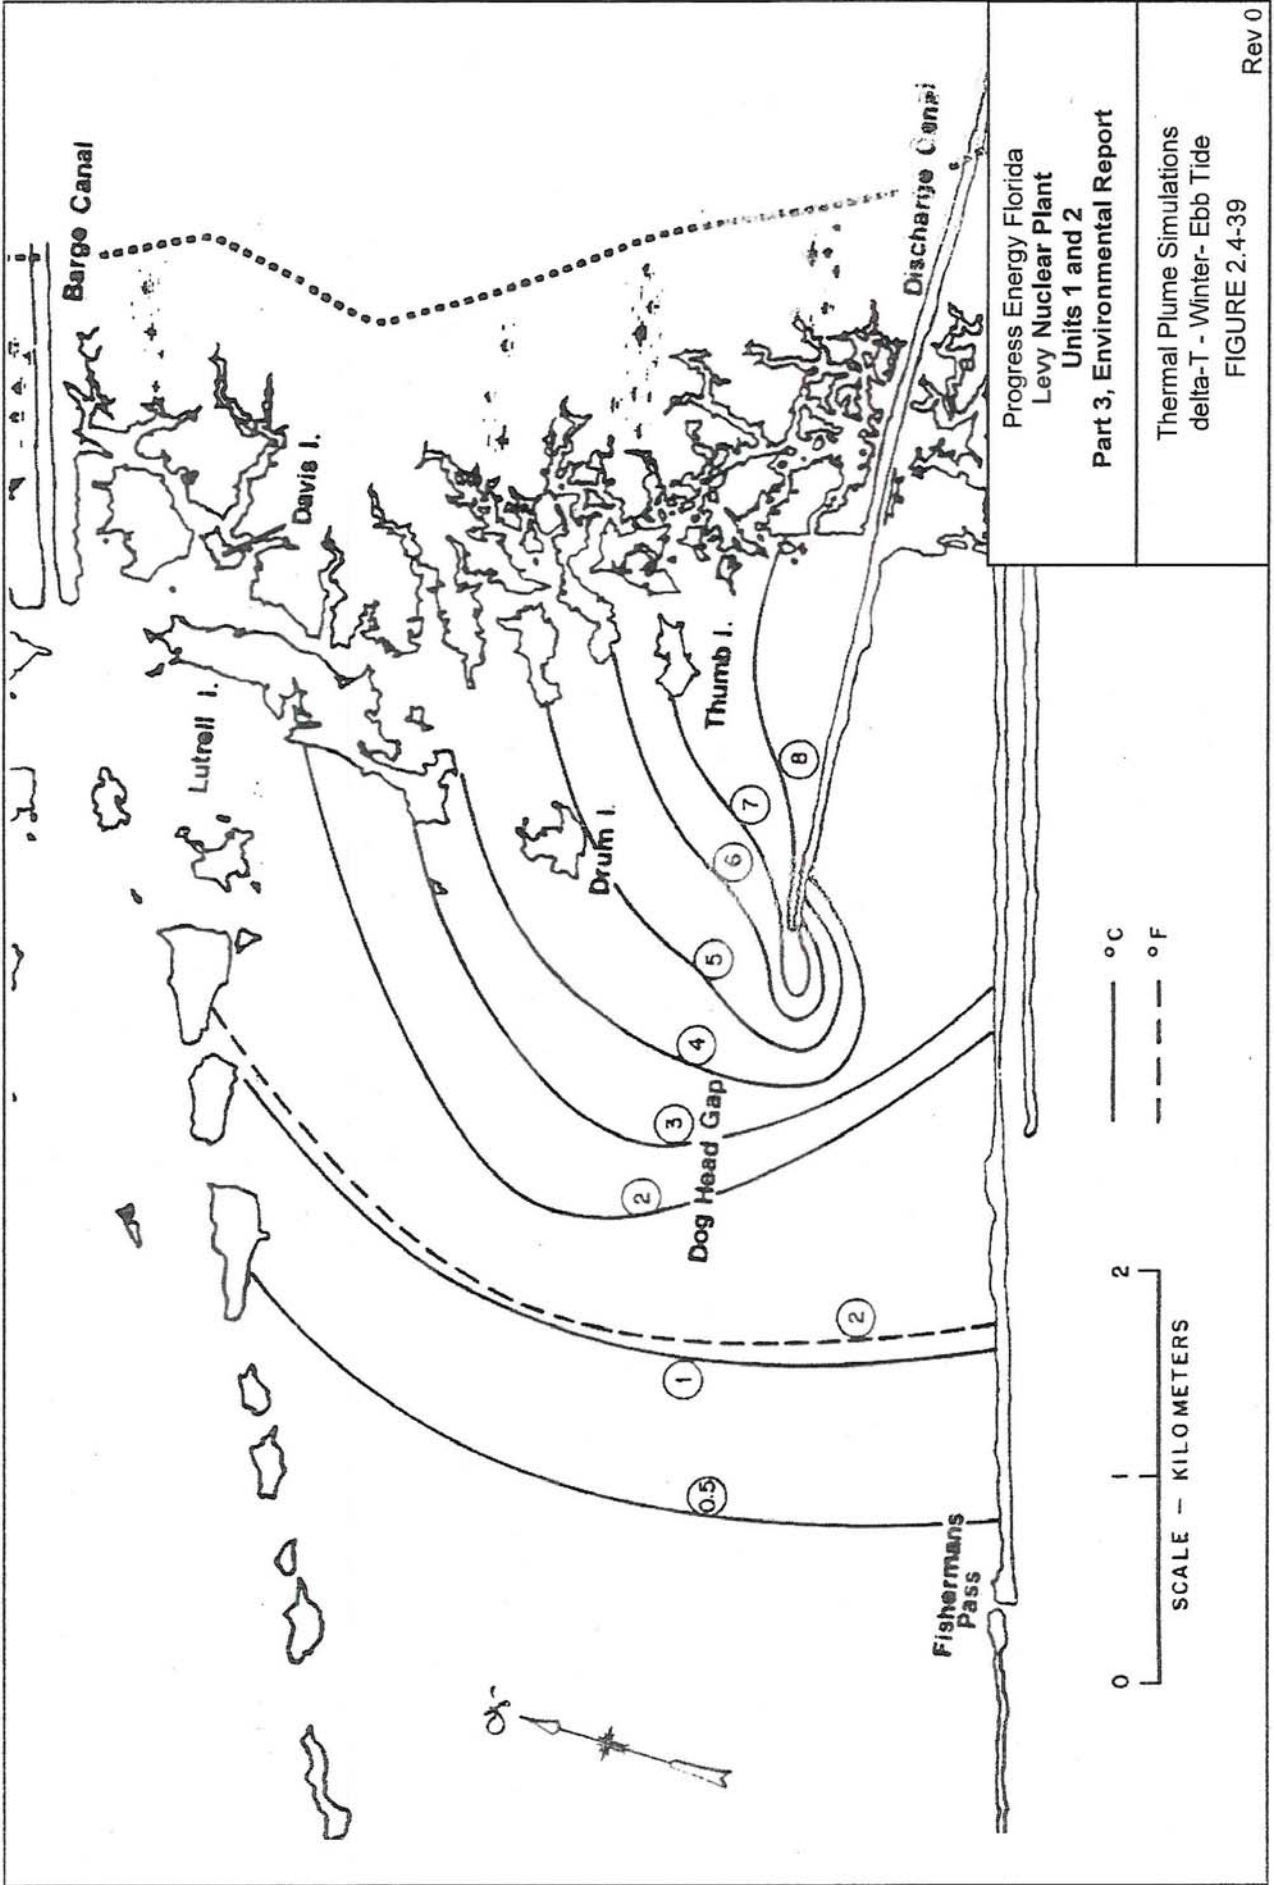 Barge Canal
Davis I.
Lutrell I.
Discharge Canal
Thumb I.
Drum I.
8
7
6
5
4
3
2
Dog Head Gap
2
1
0.5
Fishermans
Pass
°C
°F
0 1 2
SCALE – KILOMETERS
Progress Energy Florida
Levy Nuclear Plant
Units 1 and 2
Part 3, Environmental Report
Thermal Plume Simulations
delta-T - Winter- Ebb Tide
FIGURE 2.4-39
Rev 0